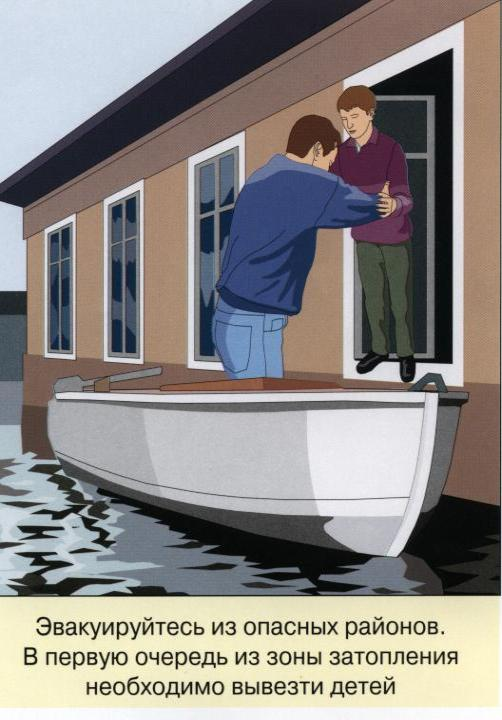 Эвакуируйтесь из опасных районов.
В первую очередь из зоны затопления
необходимо вывезти детей